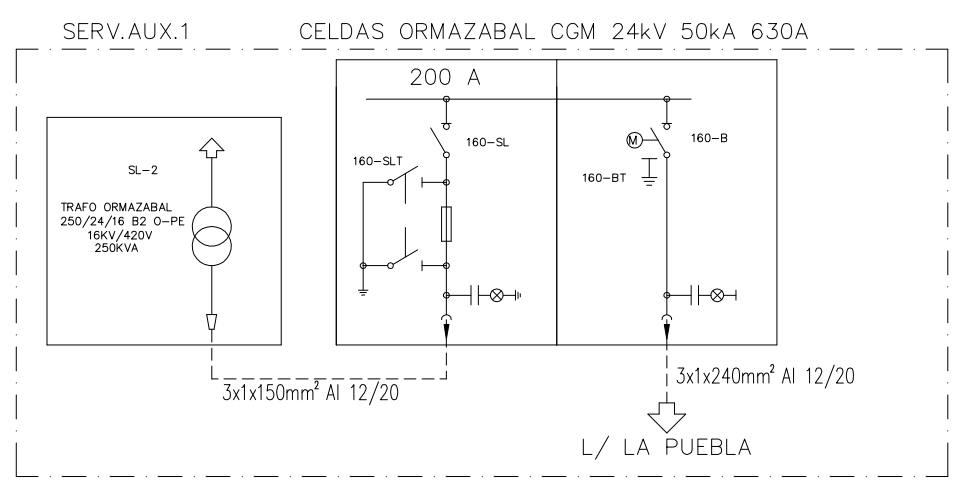 SERV.AUX.1
CELDAS ORMAZABAL CGM 24kV 50kA 630A
200 A
160-SL
M
160-B
160-SLT
SL-2
160-BT
TRAFO ORMAZABAL
250/24/16 B2 O-PE
16KV/420V
250KVA
3x1x150mm² Al 12/20
3x1x240mm² Al 12/20
L/ LA PUEBLA